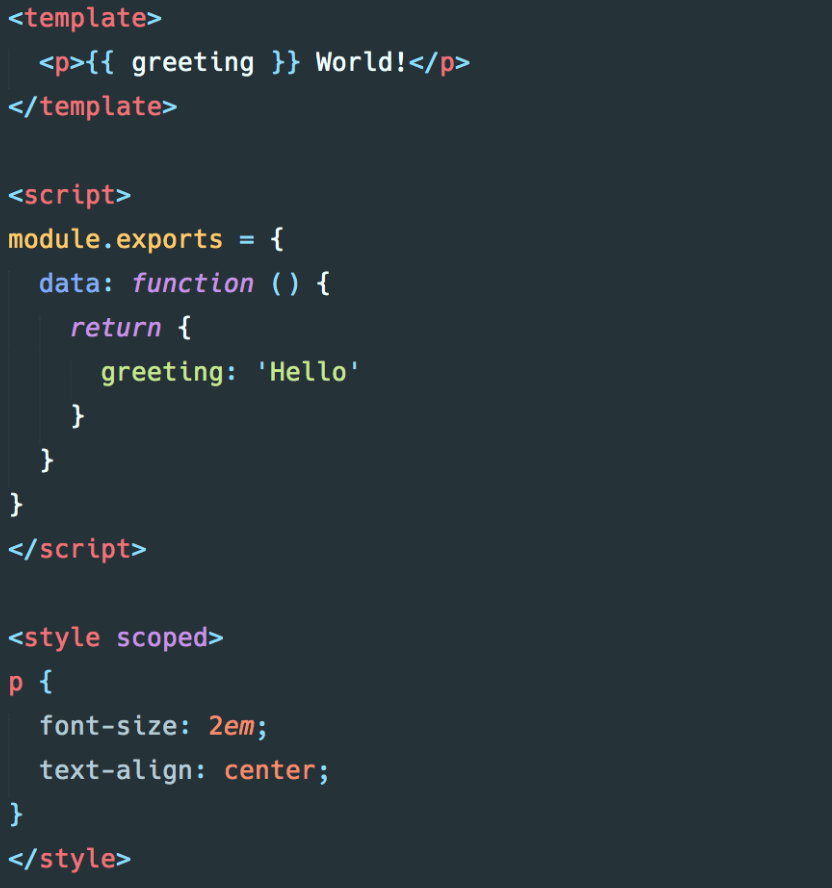 <template>
  <p>{{ greeting }} World!</p>
</template>

<script>
module.exports = {
  data: function () {
    return {
      greeting: 'Hello'
    }
  }
}
</script>

<style scoped>
p {
  font-size: 2em;
  text-align: center;
}
</style>